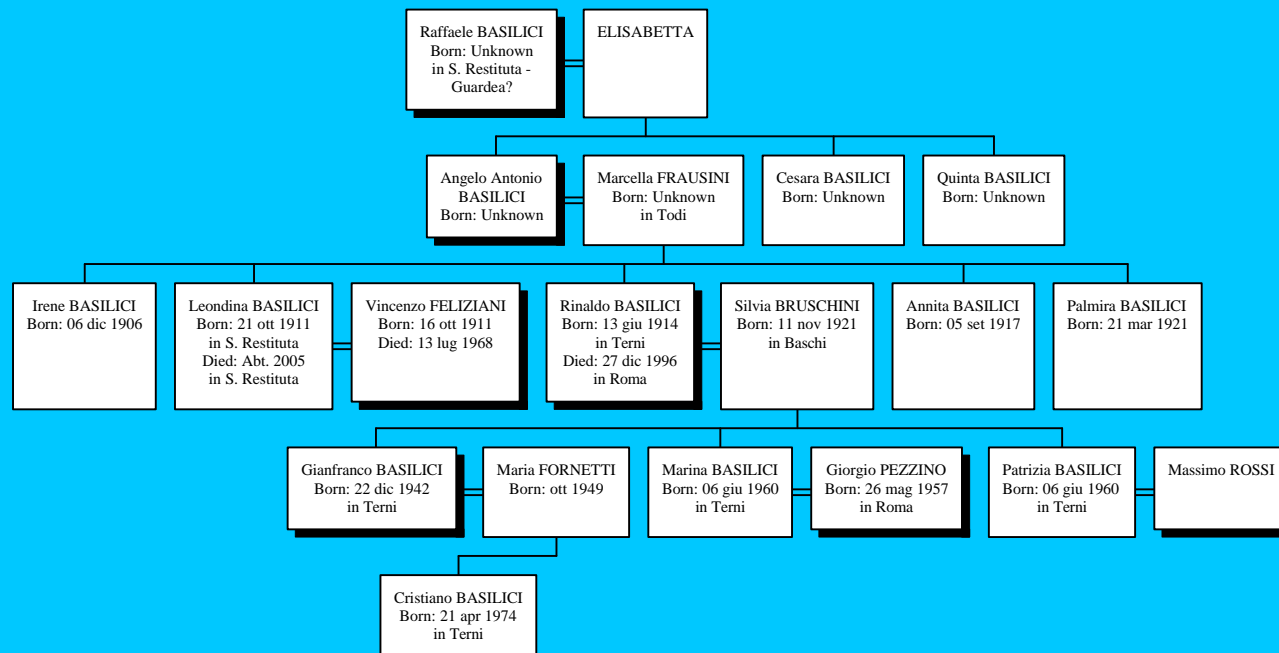 Raffaele BASILICI
Born: Unknown
in S. Restituta -
Guardea?
ELISABETTA
Angelo Antonio
BASILICI
Born: Unknown
Marcella FRAUSINI
Born: Unknown
in Todi
Cesara BASILICI
Born: Unknown
Quinta BASILICI
Born: Unknown
Irene BASILICI
Born: 06 dic 1906
Leondina BASILICI
Born: 21 ott 1911
in S. Restituta
Died: Abt. 2005
in S. Restituta
Vincenzo FELIZIANI
Born: 16 ott 1911
Died: 13 lug 1968
Rinaldo BASILICI
Born: 13 giu 1914
in Terni
Died: 27 dic 1996
in Roma
Silvia BRUSCHINI
Born: 11 nov 1921
in Baschi
Annita BASILICI
Born: 05 set 1917
Palmira BASILICI
Born: 21 mar 1921
Gianfranco BASILICI
Born: 22 dic 1942
in Terni
Maria FORNETTI
Born: ott 1949
Marina BASILICI
Born: 06 giu 1960
in Terni
Giorgio PEZZINO
Born: 26 mag 1957
in Roma
Patrizia BASILICI
Born: 06 giu 1960
in Terni
Massimo ROSSI
Cristiano BASILICI
Born: 21 apr 1974
in Terni